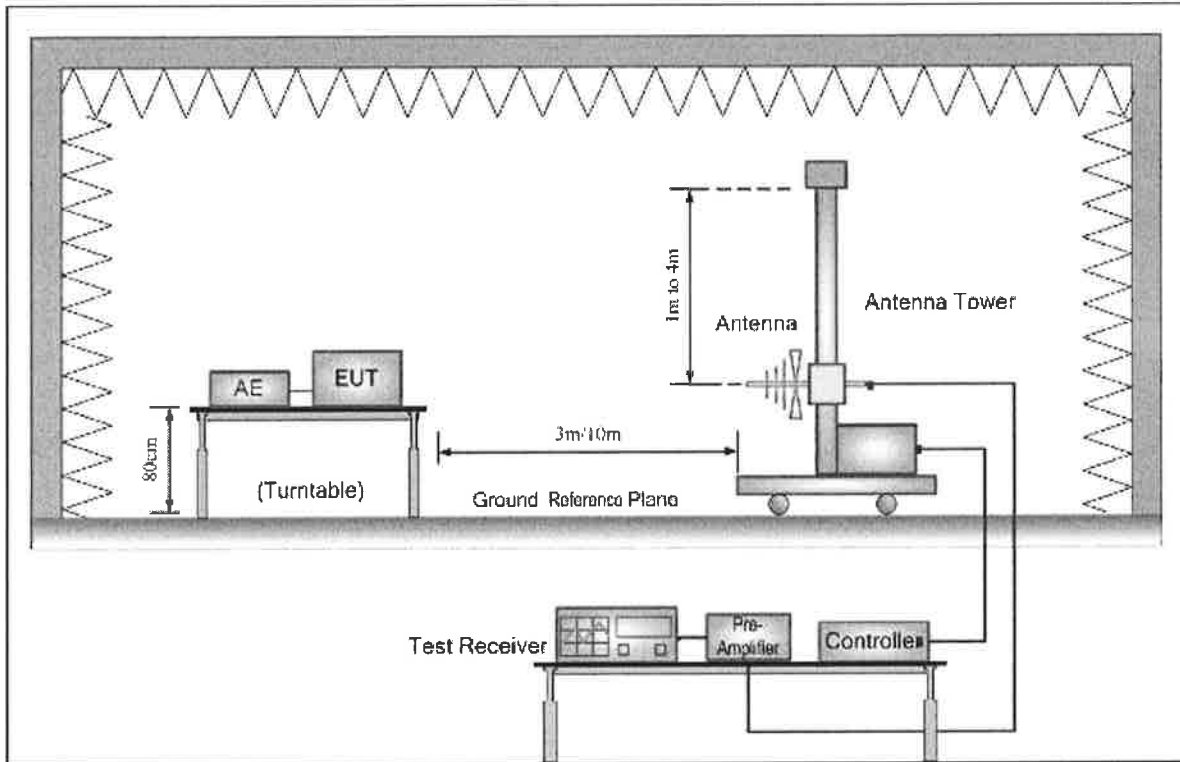 1m to 4m
Antenna Tower
Antenna
AE
EUT
80cm
3m/10m
(Turntable)
Ground Reference Plano
Test Receiver
Pre-
Amplifier
Controller